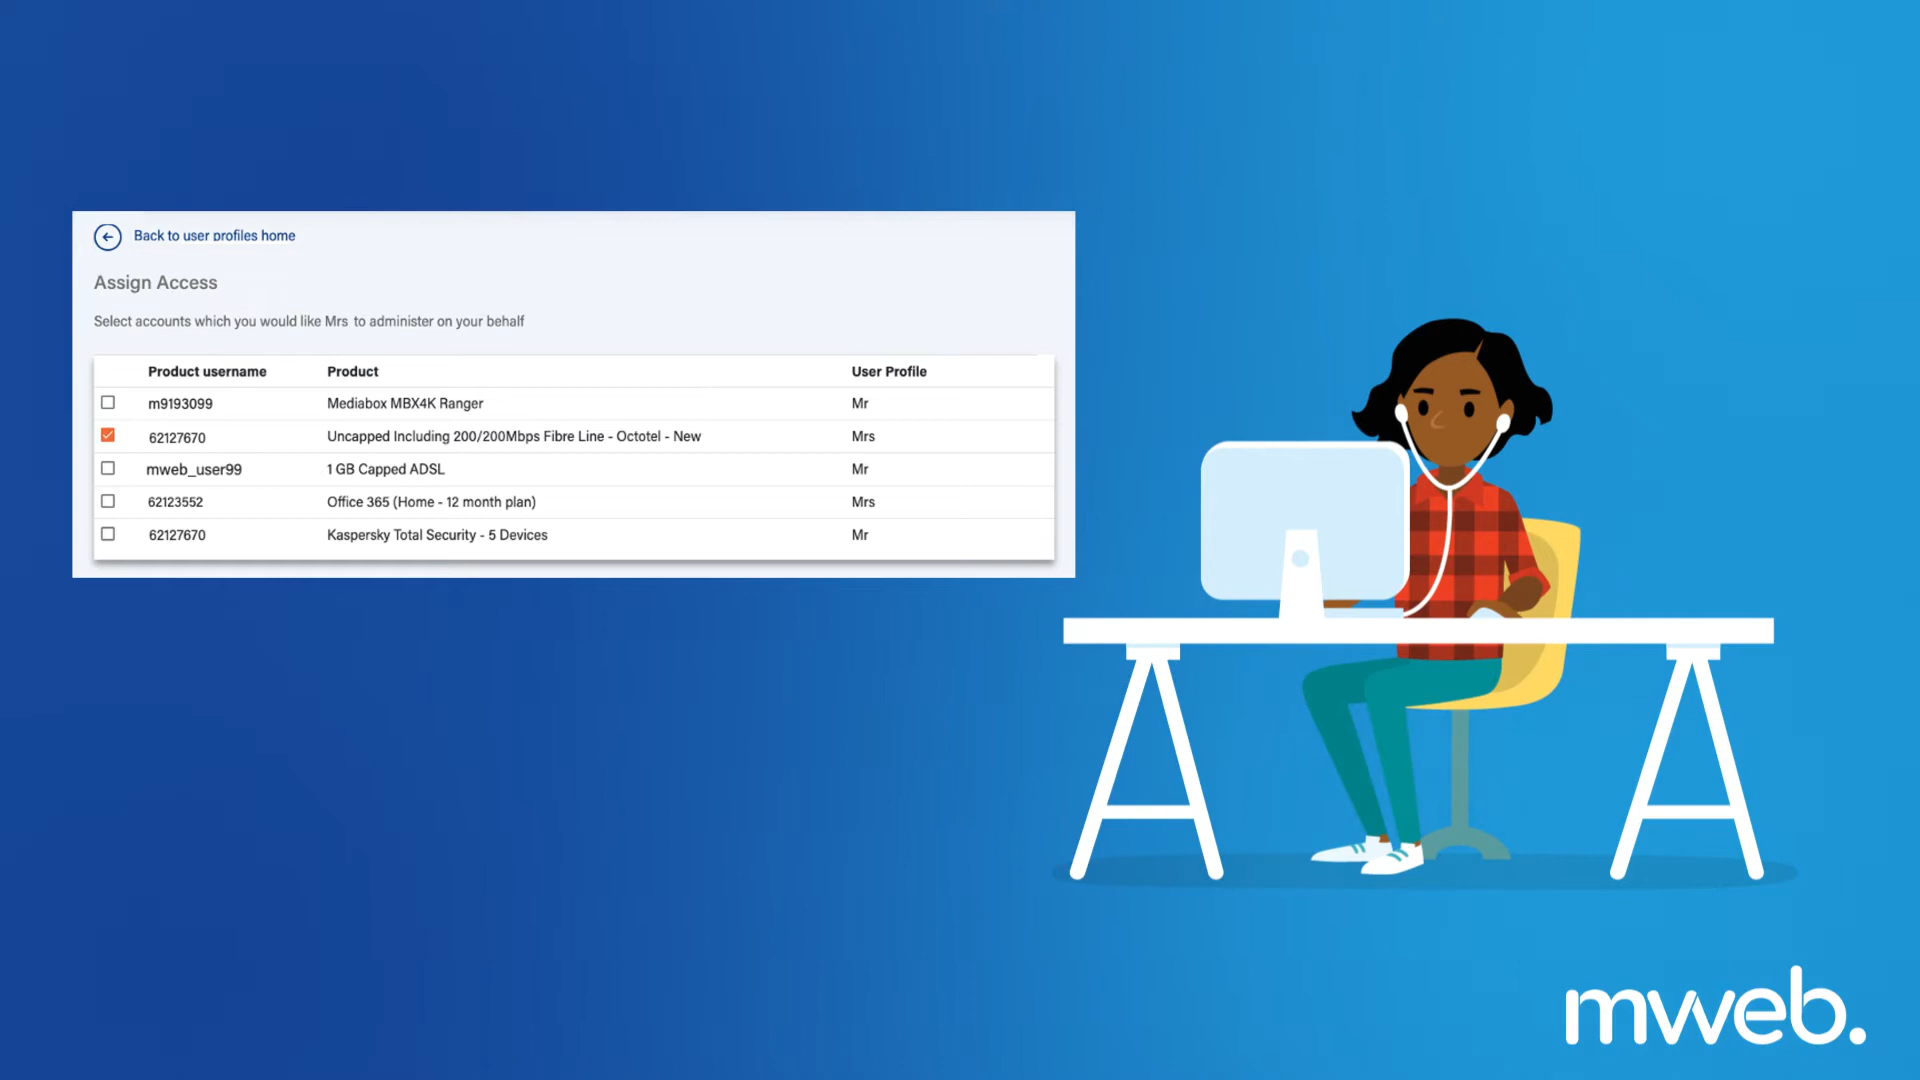 Back to user profiles home
Assign Access
Select accounts which you would like Mrs to administer on your behalf
Product username Product User Profile
m9193099 Mediabox MBX4K Ranger Mr
62127670 Uncapped Including 200/200Mbps Fibre Line - Octotel - New Mrs
mweb_user99 1 GB Capped ADSL Mr
62123552 Office 365 (Home - 12 month plan) Mrs
62127670 Kaspersky Total Security - 5 Devices Mr
mweb.